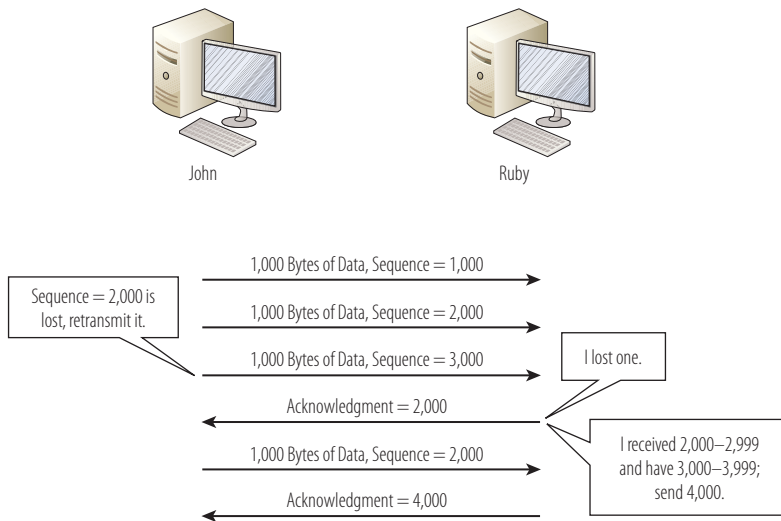 John
Ruby
1,000 Bytes of Data, Sequence = 1,000
Sequence = 2,000 is
lost, retransmit it.
1,000 Bytes of Data, Sequence = 2,000
1,000 Bytes of Data, Sequence = 3,000
I lost one.
Acknowledgment = 2,000
I received 2,000–2,999
and have 3,000–3,999;
send 4,000.
1,000 Bytes of Data, Sequence = 2,000
Acknowledgment = 4,000